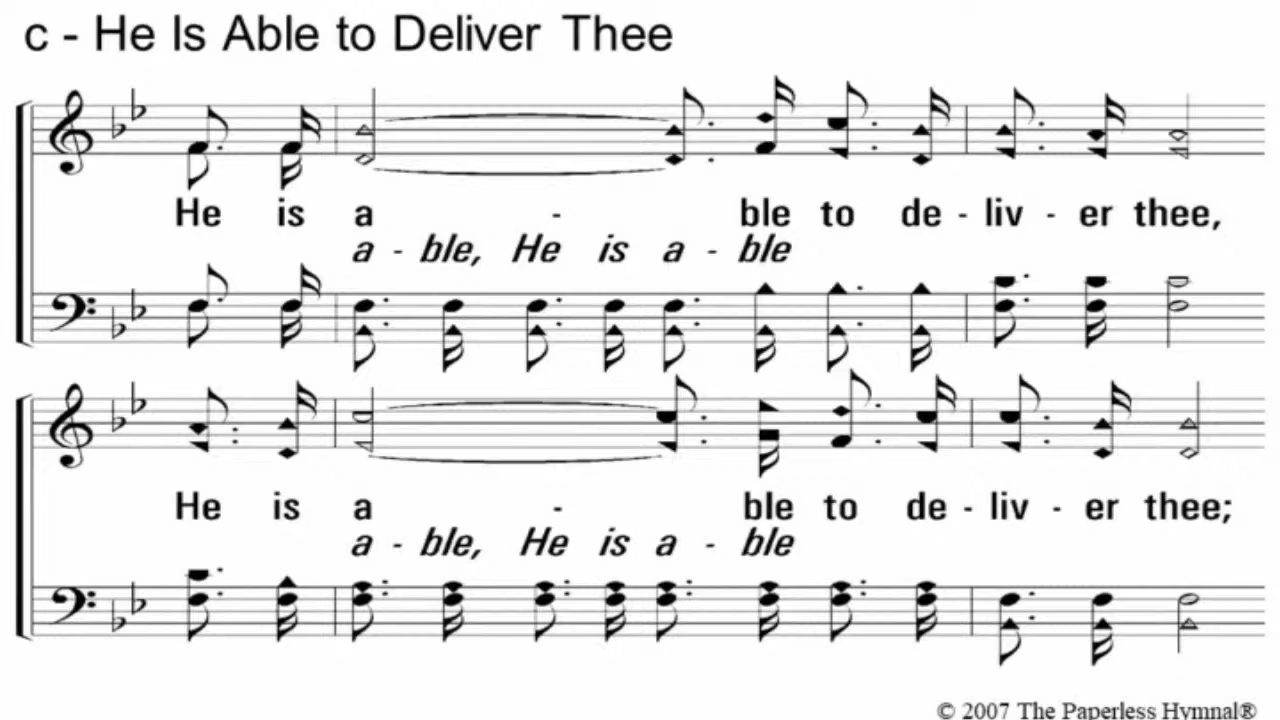 c - He Is Able to Deliver Thee
He is a - ble to de - liv - er thee,
a - ble, He is a - ble
He is a - ble to de - liv - er thee;
a - ble, He is a - ble
© 2007 The Paperless Hymnal®